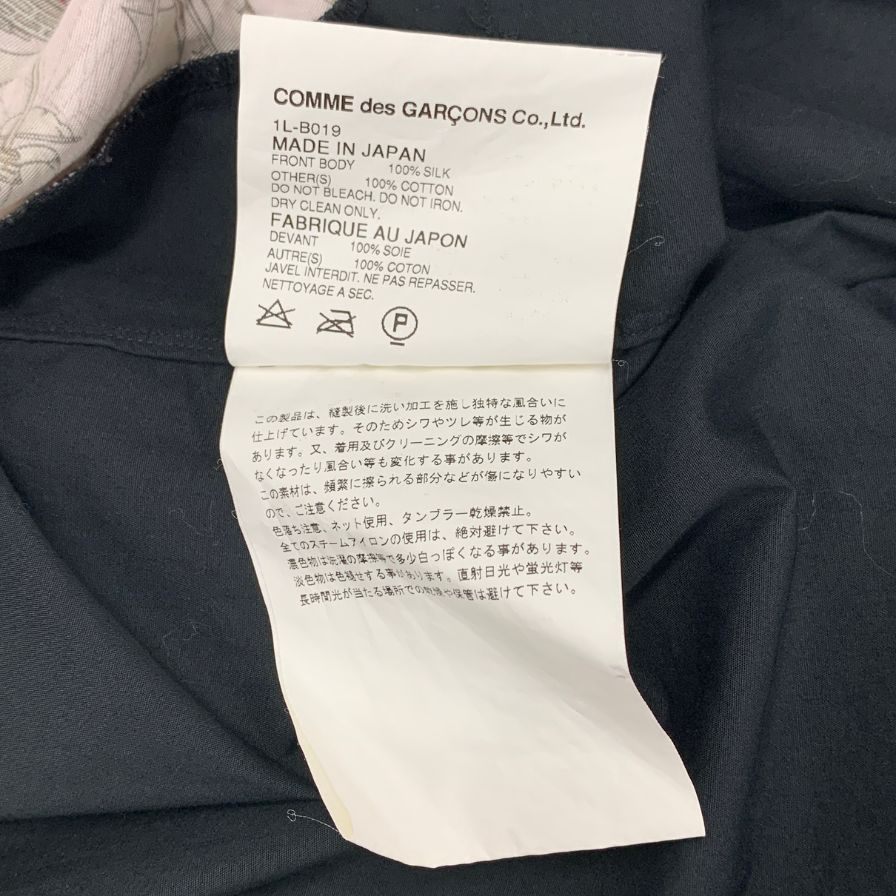 COMME des GARÇONS Co.,Ltd.
1L-B019
MADE IN JAPAN
FRONT BODY 100% SILK
OTHER(S) 100% COTTON
DO NOT BLEACH. DO NOT IRON.
DRY CLEAN ONLY.
FABRIQUE AU JAPON
DEVANT 100% SOIE
AUTRE(S) 100% COTON
JAVEL INTERDIT. NE PAS REPASSER.
NETTOYAGE A SEC.
P
この製品は、縫製後に洗い加工を施し独特な風合いに
仕上げています。そのためシワやツレ等が生じる物が
あります。又、着用及びクリーニングの摩擦等でシワが
なくなったり風合い等も変化する事があります。
この素材は、頻繁に擦られる部分などが傷になりやすい
ので、ご注意ください。
色落ち注意、ネット使用、タンブラー乾燥禁止。
全てのスチームアイロンの使用は、絶対避けて下さい。
濃色物は洗濯の摩擦等で多少白っぽくなる事があります。
淡色物は色褪せする事があります。直射日光や蛍光灯等
長時間光が当たる場所での乾燥や保管は避けて下さい。